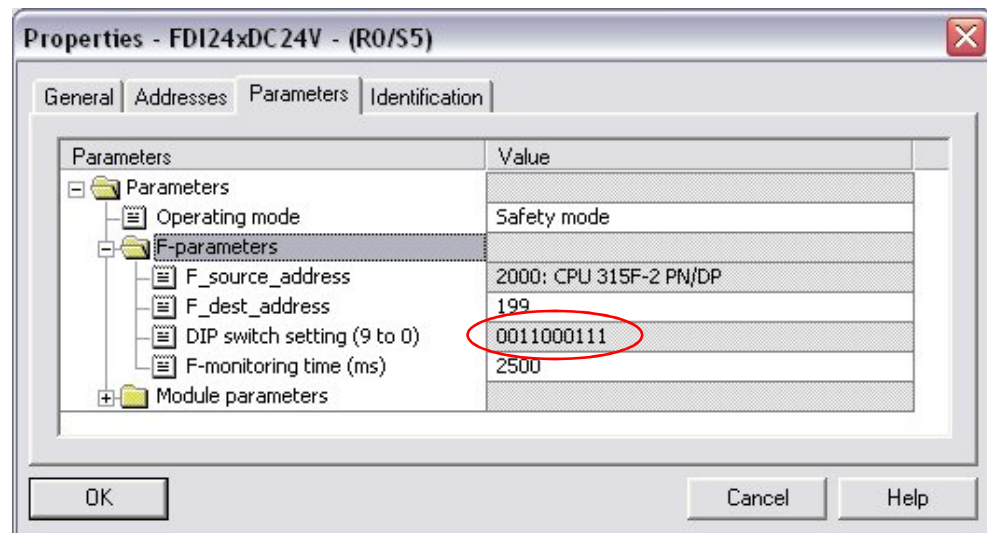 Properties - FDI24xDC24V - (R0/S5)
General Addresses Parameters Identification
Parameters Value
Parameters
Operating mode Safety mode
F-parameters
F_source_address 2000: CPU 315F-2 PN/DP
F_dest_address 199
DIP switch setting (9 to 0) 0011000111
F-monitoring time (ms) 2500
Module parameters
OK Cancel Help